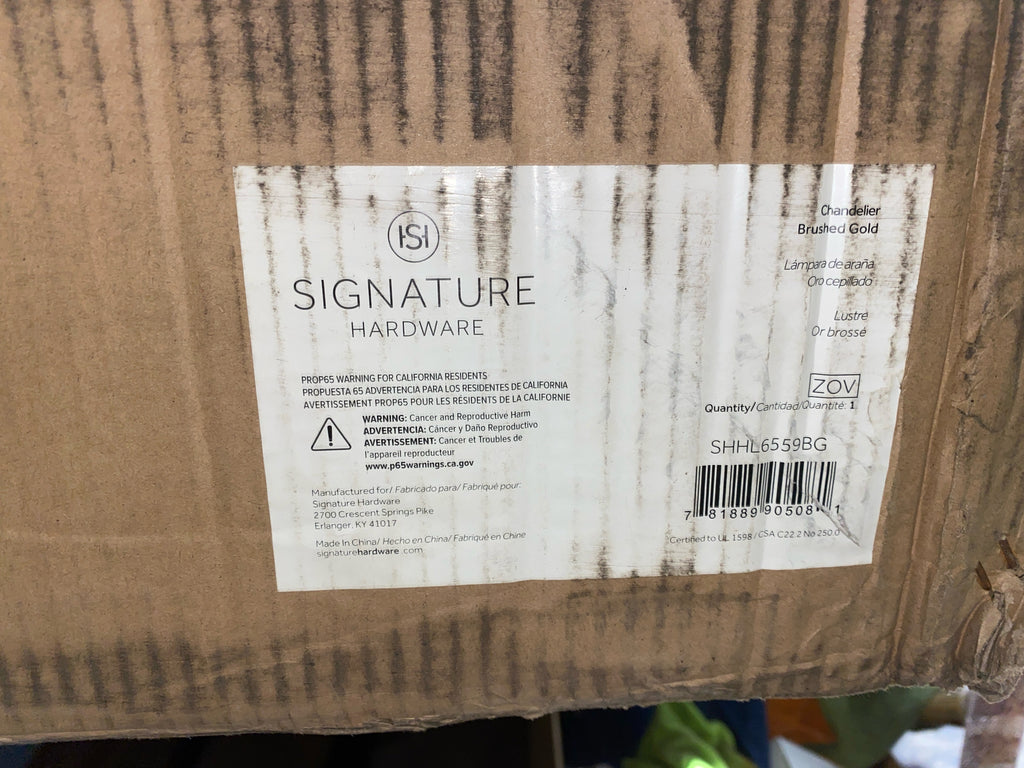 HSH
SIGNATURE
HARDWARE
PROP65 WARNING FOR CALIFORNIA RESIDENTS
PROPUESTA 65 ADVERTENCIA PARA LOS RESIDENTES DE CALIFORNIA
AVERTISSEMENT PROP65 POUR LES RÉSIDENTS DE LA CALIFORNIE
WARNING: Cancer and Reproductive Harm
ADVERTENCIA: Cáncer y Daño Reproductivo
AVERTISSEMENT: Cancer et Troubles de
l'appareil reproducteur
www.p65warnings.ca.gov
Manufactured for/ Fabricado para/ Fabriqué pour:
Signature Hardware
2700 Crescent Springs Pike
Erlanger, KY 41017
Made In China/ Hecho en China/ Fabriqué en Chine
signaturehardware.com
Chandelier
Brushed Gold
Lámpara de araña
Oro cepillado
Lustre
Or brossé
ZOV
Quantity/Cantidad/Quantité: 1
SHHL6559BG
7 81889 90508 1
Certified to UL 1598 / CSA C22.2 No 250.0